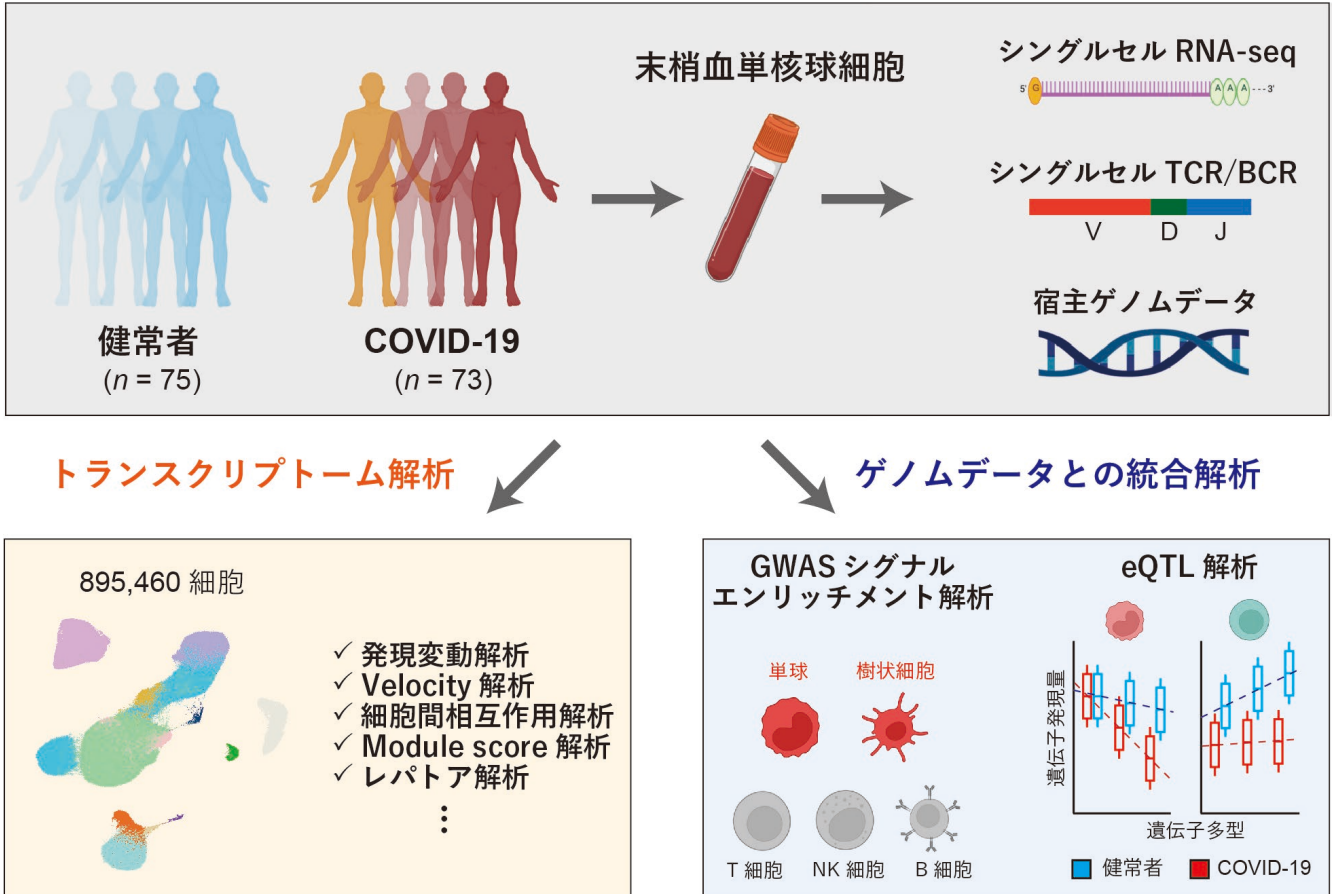 末梢血単核球細胞
健常者
(n = 75)
COVID-19
(n = 73)
シングルセル RNA-seq
5' G A A A ---3'
シングルセル TCR/BCR
V D J
宿主ゲノムデータ
トランスクリプトーム解析
ゲノムデータとの統合解析
895,460 細胞
✓ 発現変動解析
✓ Velocity 解析
✓ 細胞間相互作用解析
✓ Module score 解析
✓ レパトア解析
⋮
GWAS シグナル
エンリッチメント解析
単球
樹状細胞
T 細胞
NK 細胞
B 細胞
eQTL 解析
遺伝子発現量
遺伝子多型
健常者
COVID-19